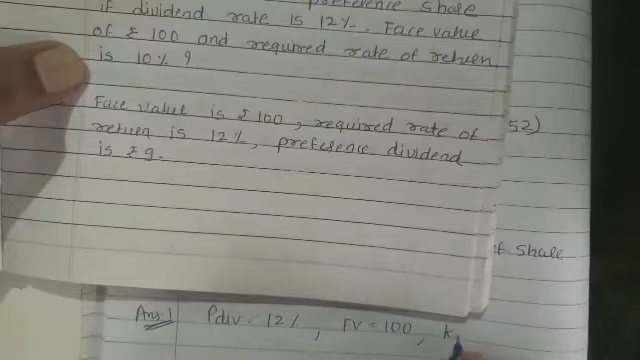 preference share
if dividend rate is 12%. Face value
of ₹ 100 and required rate of return
is 10% ?
Face value is ₹100, required rate of
return is 12%, preference dividend
is ₹ 9.
52)
of Share
Ans.1 Pdiv = 12%, FV = 100, k